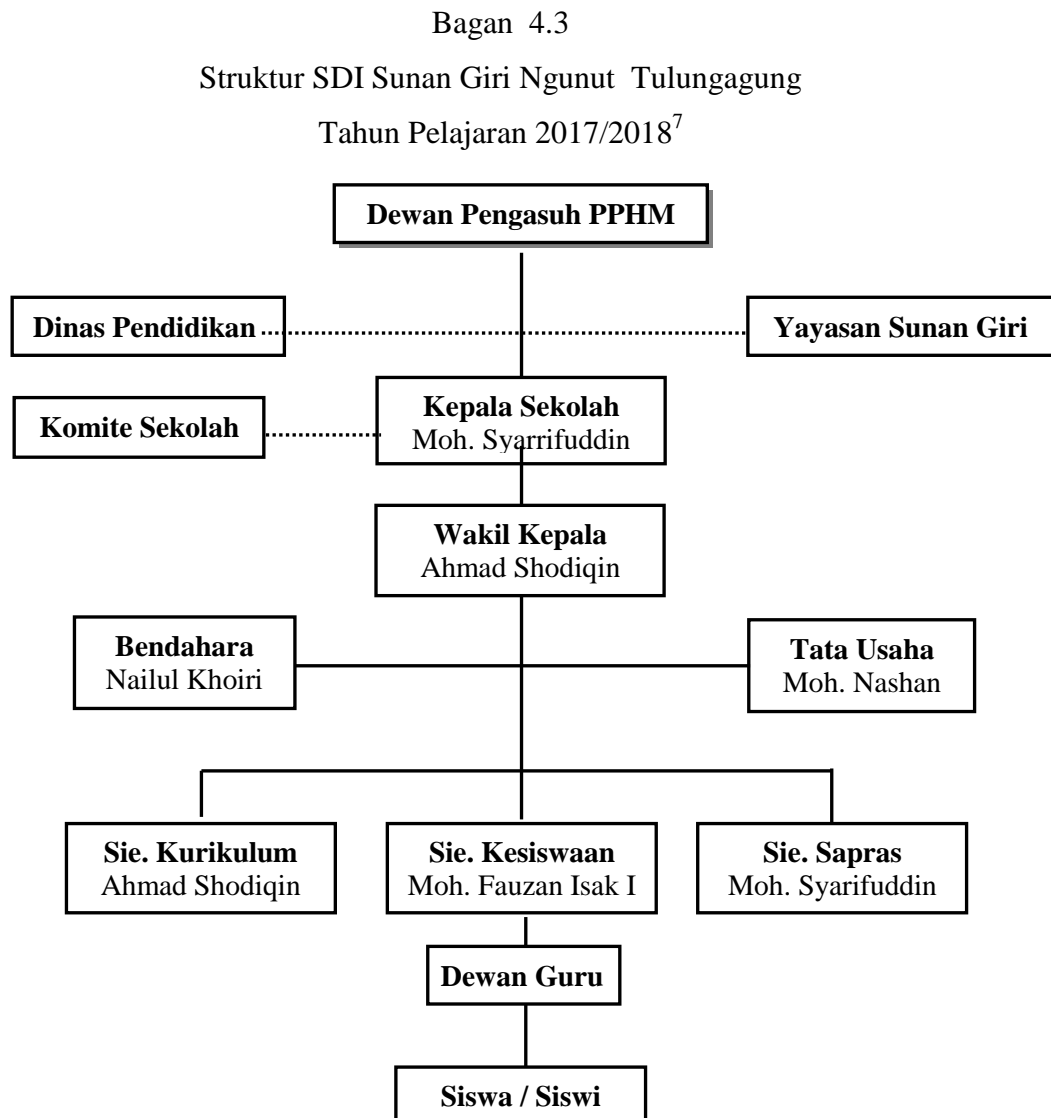 Bagan 4.3
Struktur SDI Sunan Giri Ngunut Tulungagung
Tahun Pelajaran 2017/2018⁷
Dewan Pengasuh PPHM
Dinas Pendidikan
Yayasan Sunan Giri
Kepala Sekolah
Moh. Syarrifuddin
Komite Sekolah
Wakil Kepala
Ahmad Shodiqin
Bendahara
Nailul Khoiri
Tata Usaha
Moh. Nashan
Sie. Kurikulum
Ahmad Shodiqin
Sie. Kesiswaan
Moh. Fauzan Isak I
Sie. Sapras
Moh. Syarifuddin
Dewan Guru
Siswa / Siswi